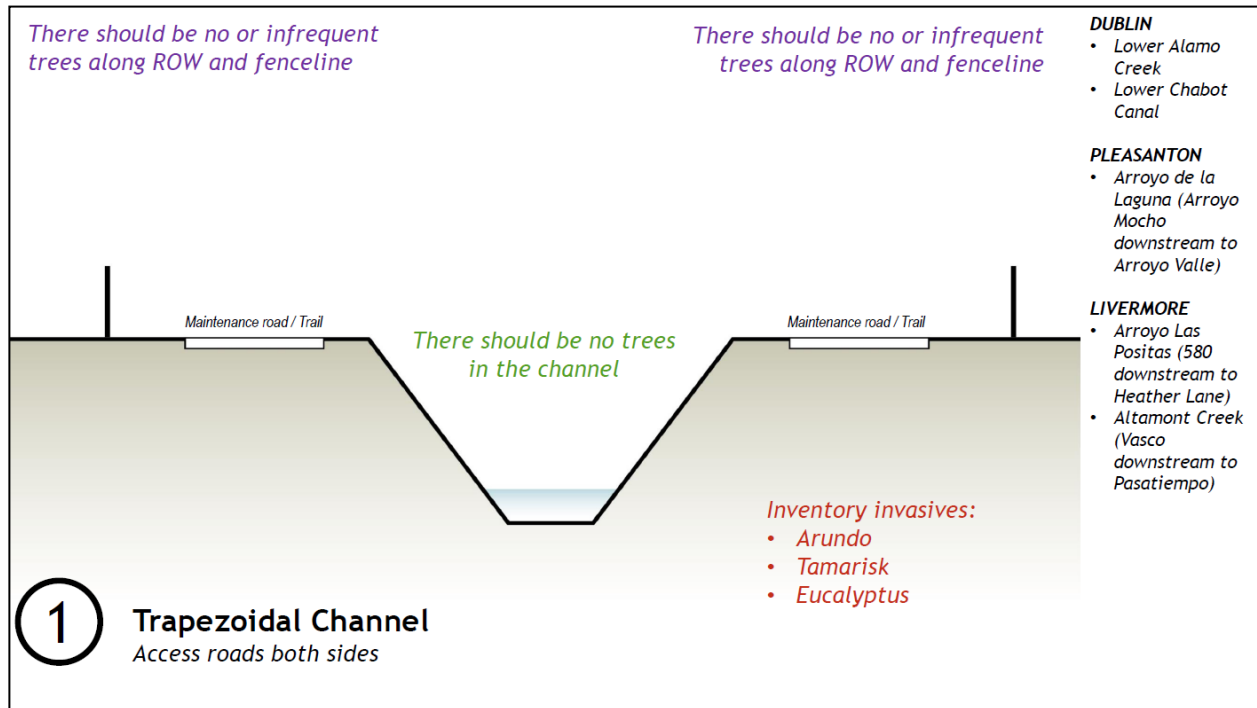 There should be no or infrequent
trees along ROW and fenceline
There should be no or infrequent
trees along ROW and fenceline
Maintenance road / Trail
There should be no trees
in the channel
Maintenance road / Trail
Inventory invasives:
• Arundo
• Tamarisk
• Eucalyptus
1
Trapezoidal Channel
Access roads both sides
DUBLIN
• Lower Alamo
Creek
• Lower Chabot
Canal
PLEASANTON
• Arroyo de la
Laguna (Arroyo
Mocho
downstream to
Arroyo Valle)
LIVERMORE
• Arroyo Las
Positas (580
downstream to
Heather Lane)
• Altamont Creek
(Vasco
downstream to
Pasatiempo)